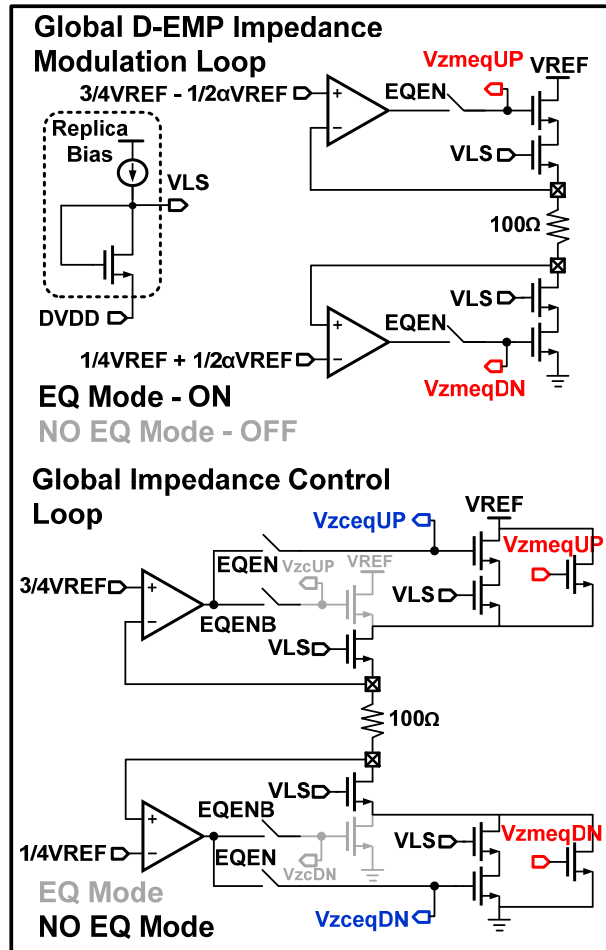 Global D-EMP Impedance
Modulation Loop
VzmeqUP
VREF
3/4VREF - 1/2αVREF
+
-
EQEN
Replica
Bias
VLS
VLS
100Ω
DVDD
+
-
EQEN
VLS
1/4VREF + 1/2αVREF
VzmeqDN
EQ Mode - ON
NO EQ Mode - OFF
Global Impedance Control
Loop
VzceqUP
VREF
EQEN
VzcUP
VREF
VzmeqUP
3/4VREF
+
-
EQENB
VLS
VLS
100Ω
VLS
EQENB
+
-
VLS
VzmeqDN
1/4VREF
EQEN
VzcDN
EQ Mode
NO EQ Mode
VzceqDN